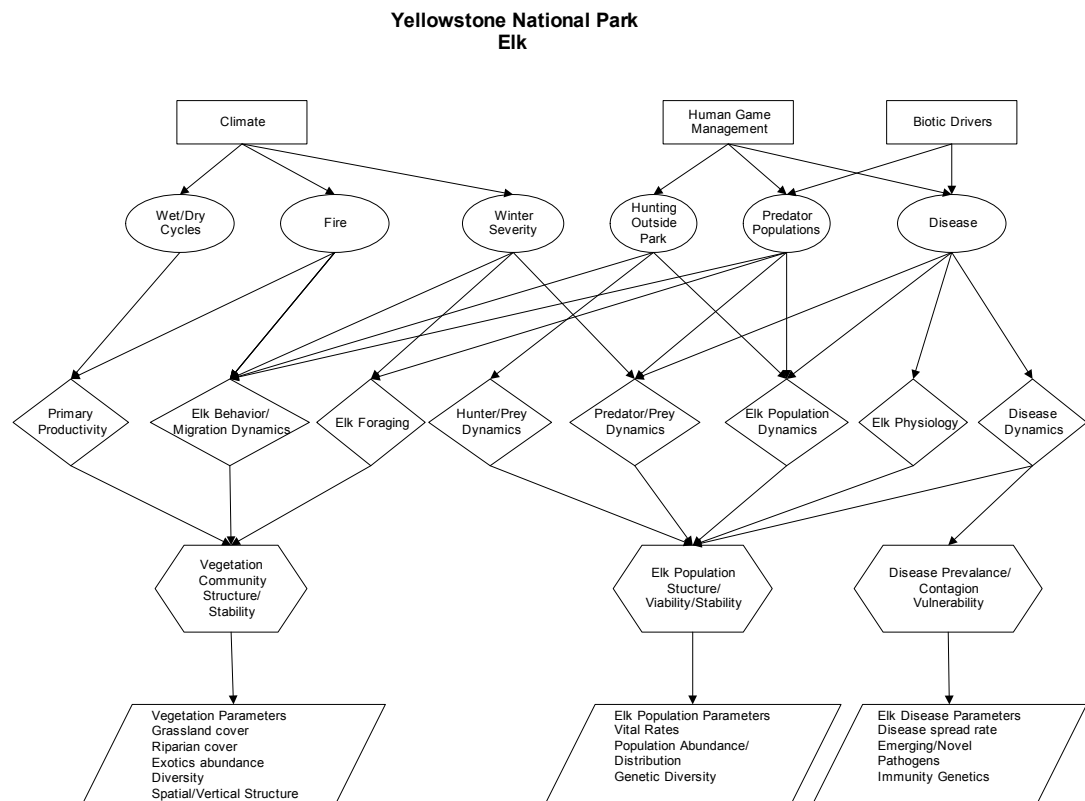 Yellowstone National Park
Elk
Climate
Human Game
Management
Biotic Drivers
Wet/Dry
Cycles
Fire
Winter
Severity
Hunting
Outside
Park
Predator
Populations
Disease
Primary
Productivity
Elk Behavior/
Migration Dynamics
Elk Foraging
Hunter/Prey
Dynamics
Predator/Prey
Dynamics
Elk Population
Dynamics
Elk Physiology
Disease
Dynamics
Vegetation
Community
Structure/
Stability
Elk Population
Stucture/
Viability/Stability
Disease Prevalance/
Contagion
Vulnerability
Vegetation Parameters
Grassland cover
Riparian cover
Exotics abundance
Diversity
Spatial/Vertical Structure
Elk Population Parameters
Vital Rates
Population Abundance/
Distribution
Genetic Diversity
Elk Disease Parameters
Disease spread rate
Emerging/Novel
Pathogens
Immunity Genetics